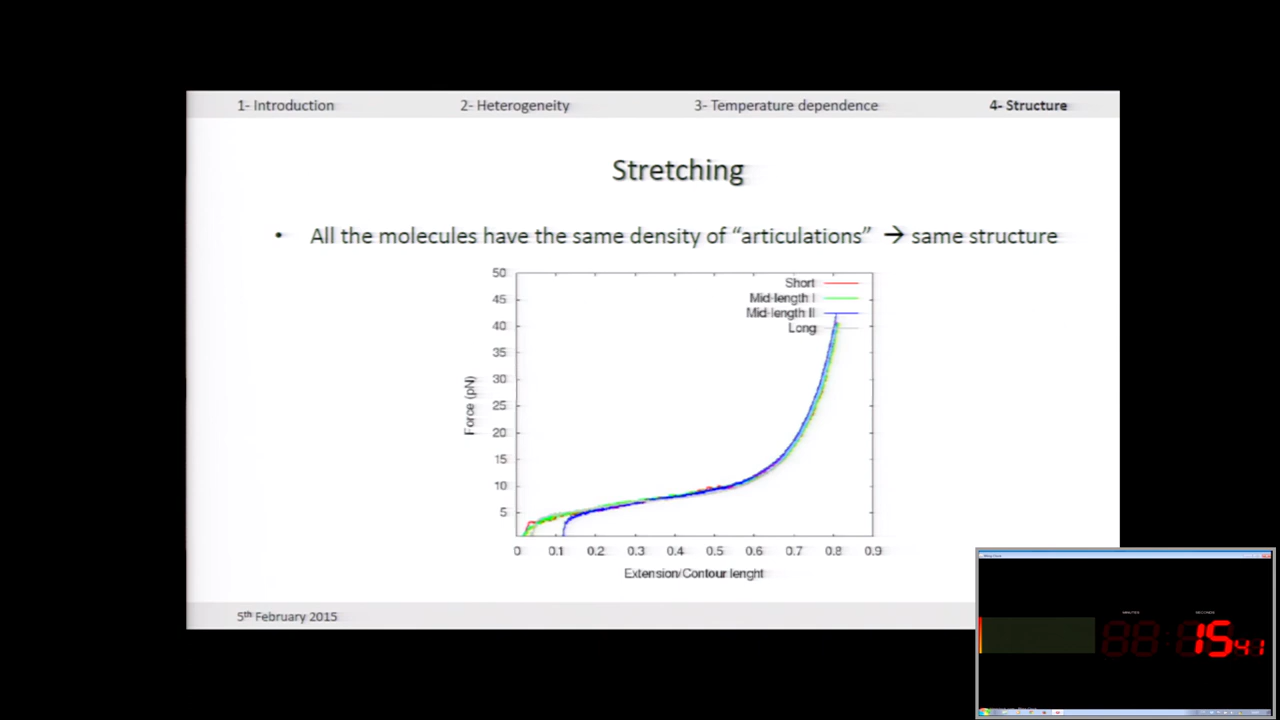 1- Introduction 2- Heterogeneity 3- Temperature dependence 4- Structure
Stretching
• All the molecules have the same density of “articulations” → same structure
50
45
40
35
30
25
20
15
10
5
Force (pN)
Short
Mid-length I
Mid-length II
Long
0 0.1 0.2 0.3 0.4 0.5 0.6 0.7 0.8 0.9
Extension/Contour lenght
5th February 2015
MINUTES SECONDS
15 41